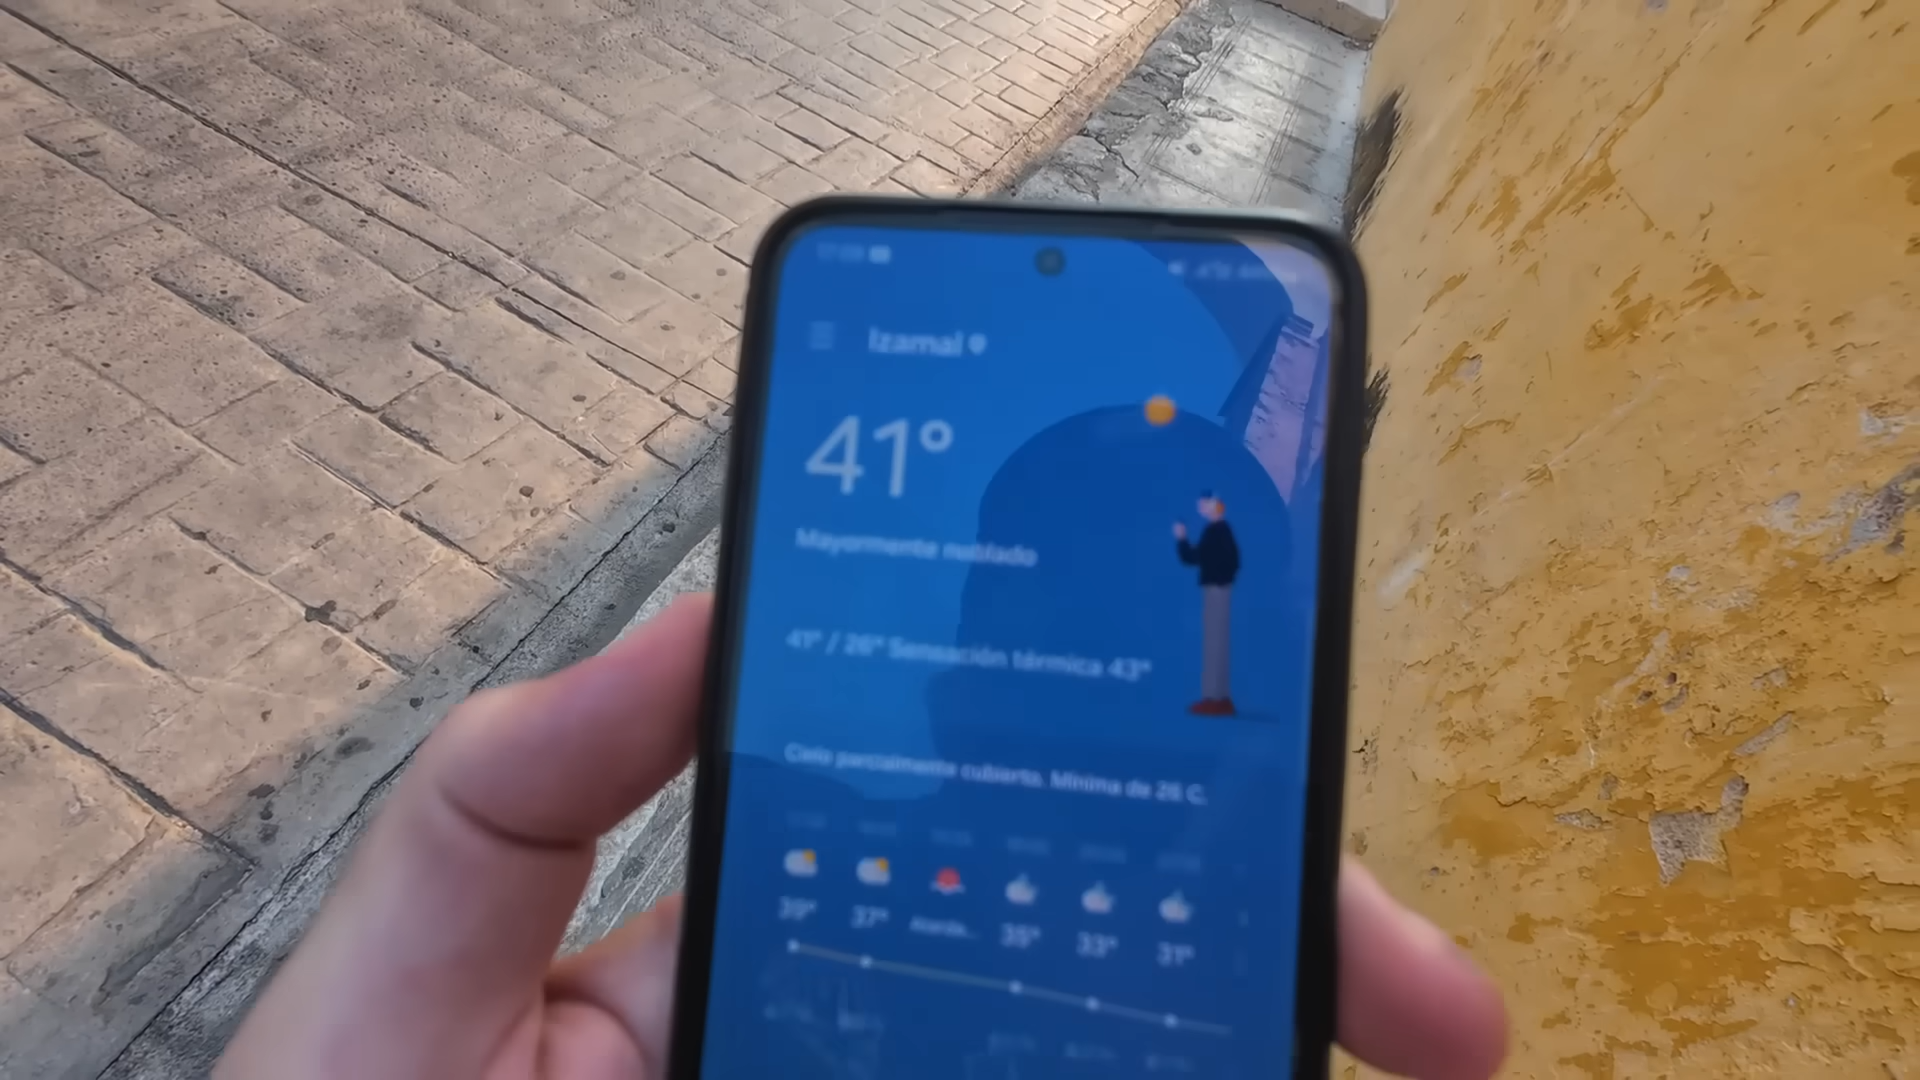 Izamal
41°
Mayormente nublado
41° / 26° Sensación térmica 43°
Cielo parcialmente cubierto. Mínima de 26 C.
39° 37° 35° 33° 31°